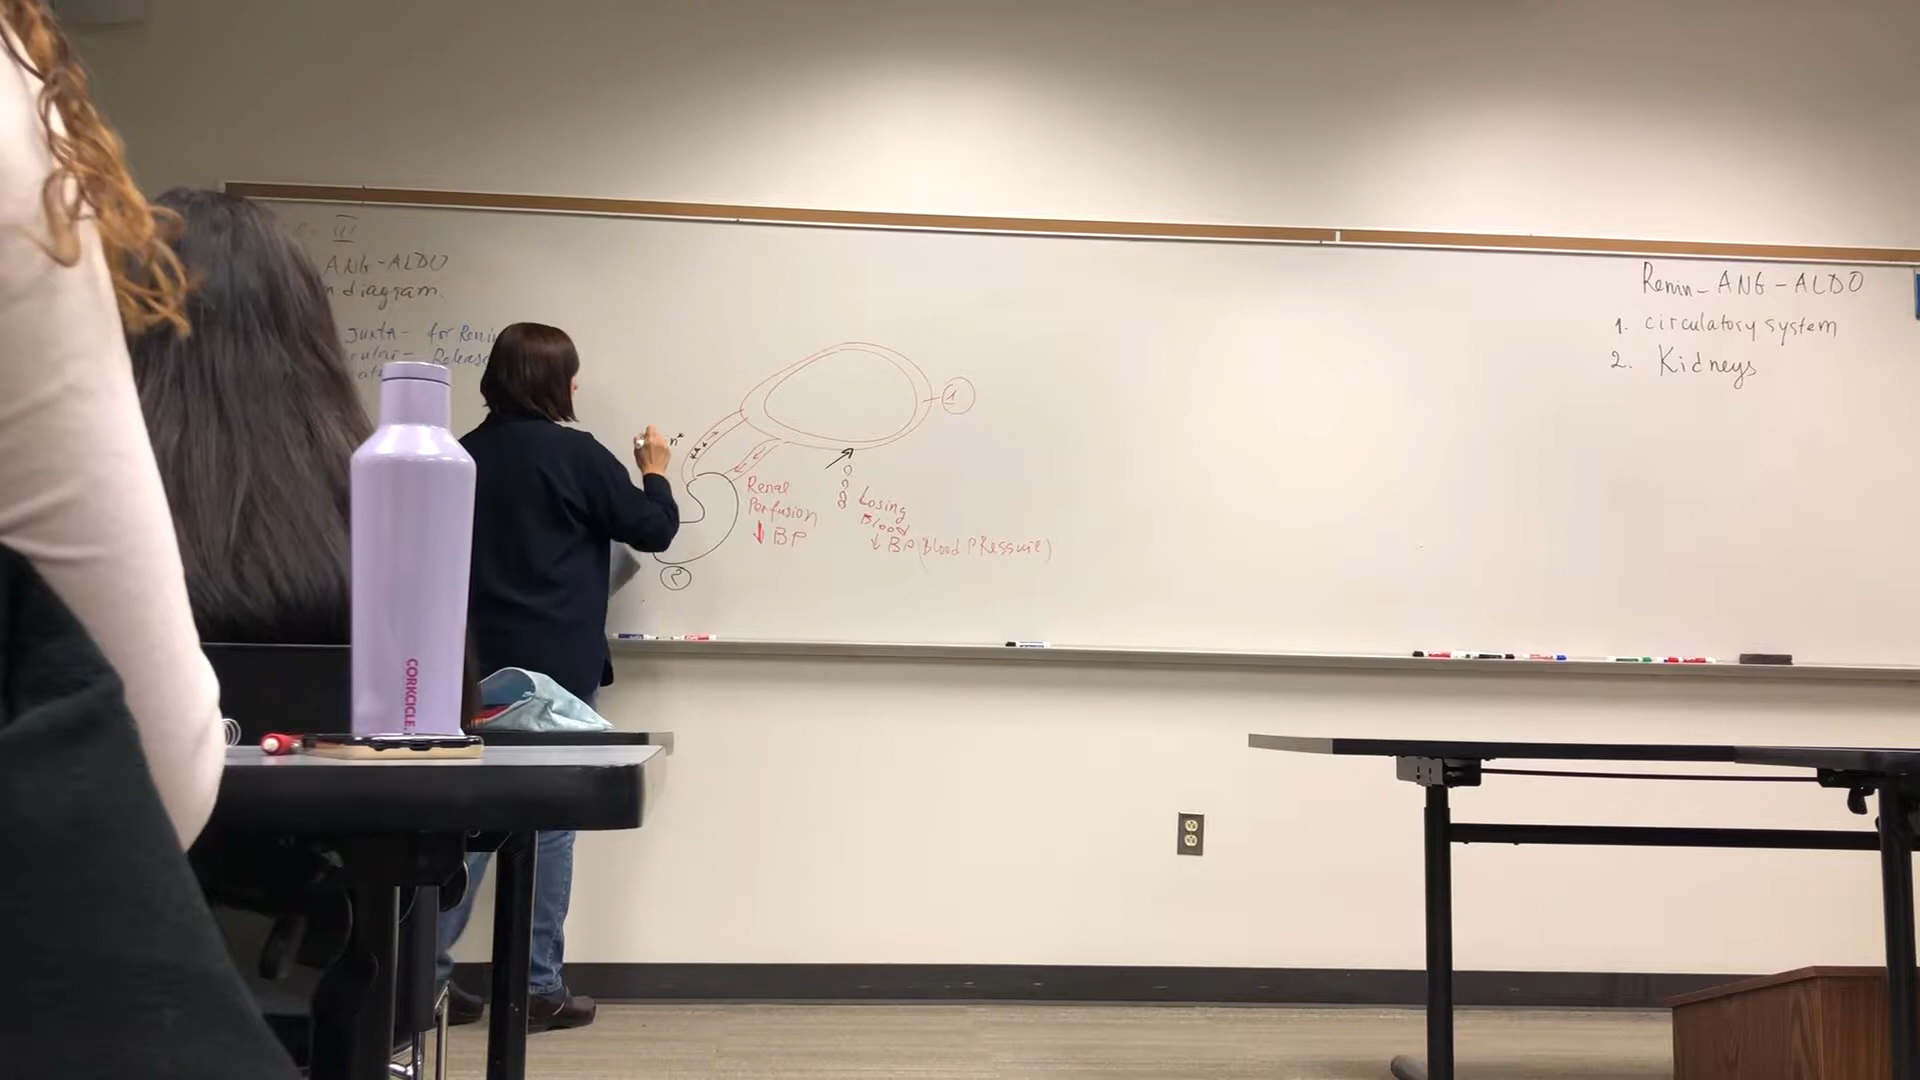 ANG-ALDO
diagram.
Juxta- for Renin
Release
1
Renal
Perfusion
↓ BP
Losing
Blood
↓ BP (Blood PRessure)
2
Renin-ANG-ALDO
1. circulatory system
2. Kidneys
CORKCICLE.